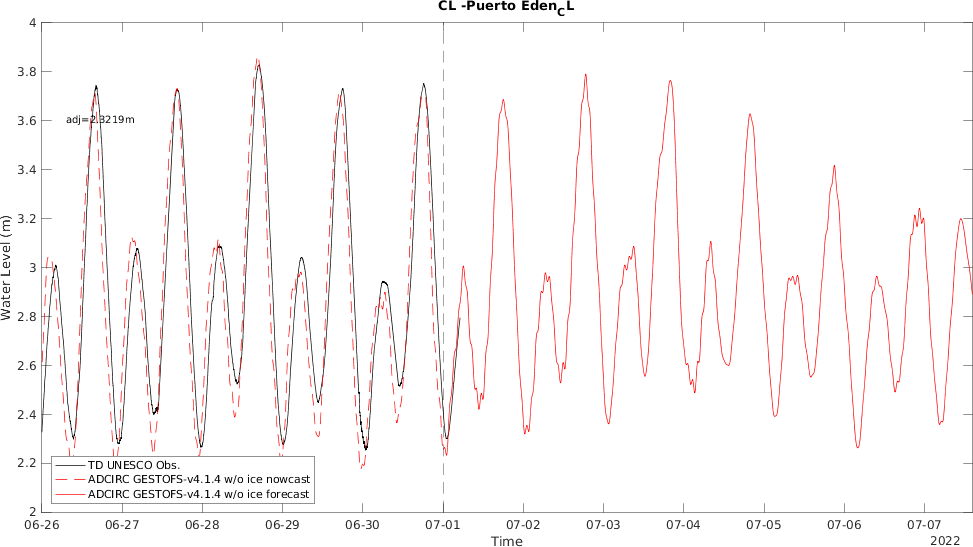 CL -Puerto Eden_CL
4
3.8
3.6
3.4
3.2
3
2.8
2.6
2.4
2.2
2
Water Level (m)
adj=2.3219m
TD UNESCO Obs.
ADCIRC GESTOFS-v4.1.4 w/o ice nowcast
ADCIRC GESTOFS-v4.1.4 w/o ice forecast
06-26 06-27 06-28 06-29 06-30 07-01 07-02 07-03 07-04 07-05 07-06 07-07
Time
2022